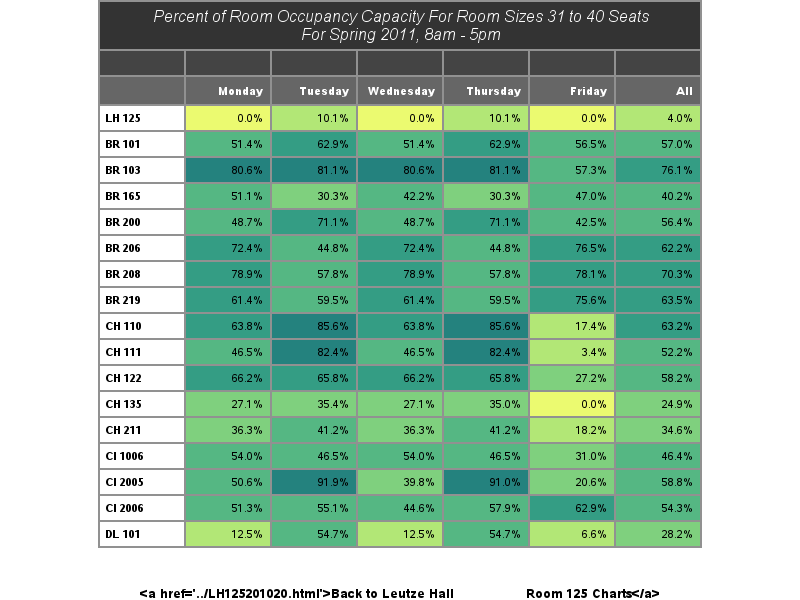 Percent of Room Occupancy Capacity For Room Sizes 31 to 40 Seats
For Spring 2011, 8am - 5pm
Monday Tuesday Wednesday Thursday Friday All
LH 125 0.0% 10.1% 0.0% 10.1% 0.0% 4.0%
BR 101 51.4% 62.9% 51.4% 62.9% 56.5% 57.0%
BR 103 80.6% 81.1% 80.6% 81.1% 57.3% 76.1%
BR 165 51.1% 30.3% 42.2% 30.3% 47.0% 40.2%
BR 200 48.7% 71.1% 48.7% 71.1% 42.5% 56.4%
BR 206 72.4% 44.8% 72.4% 44.8% 76.5% 62.2%
BR 208 78.9% 57.8% 78.9% 57.8% 78.1% 70.3%
BR 219 61.4% 59.5% 61.4% 59.5% 75.6% 63.5%
CH 110 63.8% 85.6% 63.8% 85.6% 17.4% 63.2%
CH 111 46.5% 82.4% 46.5% 82.4% 3.4% 52.2%
CH 122 66.2% 65.8% 66.2% 65.8% 27.2% 58.2%
CH 135 27.1% 35.4% 27.1% 35.0% 0.0% 24.9%
CH 211 36.3% 41.2% 36.3% 41.2% 18.2% 34.6%
CI 1006 54.0% 46.5% 54.0% 46.5% 31.0% 46.4%
CI 2005 50.6% 91.9% 39.8% 91.0% 20.6% 58.8%
CI 2006 51.3% 55.1% 44.6% 57.9% 62.9% 54.3%
DL 101 12.5% 54.7% 12.5% 54.7% 6.6% 28.2%
<a href='../LH125201020.html'>Back to Leutze Hall Room 125 Charts</a>